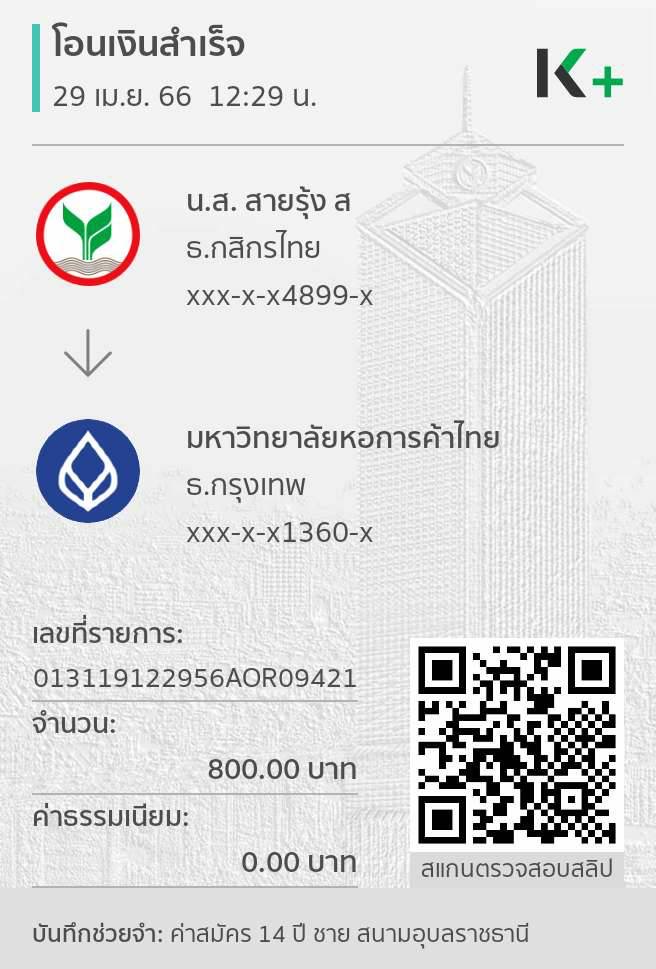 โอนเงินสำเร็จ
29 เม.ย. 66 12:29 น.
K+
น.ส. สายรุ้ง ส
ธ.กสิกรไทย
xxx-x-x4899-x
มหาวิทยาลัยหอการค้าไทย
ธ.กรุงเทพ
xxx-x-x1360-x
เลขที่รายการ:
013119122956AOR09421
จำนวน:
800.00 บาท
ค่าธรรมเนียม:
0.00 บาท
สแกนตรวจสอบสลิป
บันทึกช่วยจำ: ค่าสมัคร 14 ปี ชาย สนามอุบลราชธานี